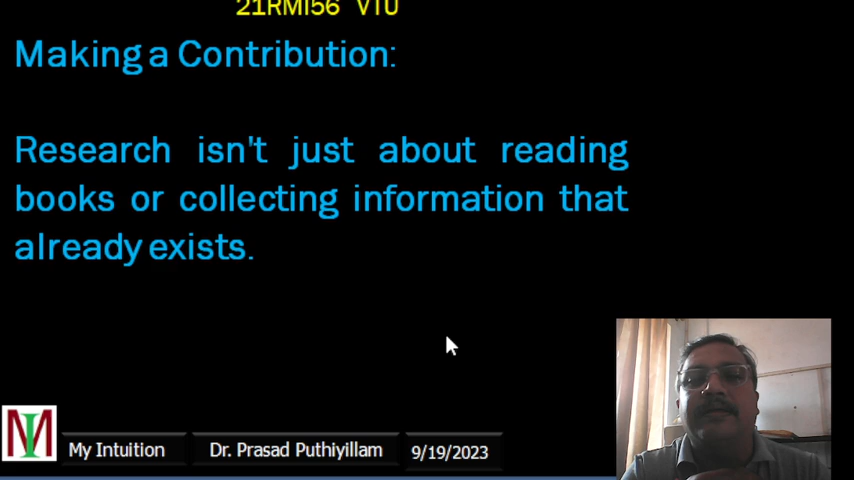 21RMI56 VTU
Making a Contribution:
Research isn't just about reading
books or collecting information that
already exists.
MI
My Intuition
Dr. Prasad Puthiyillam
9/19/2023